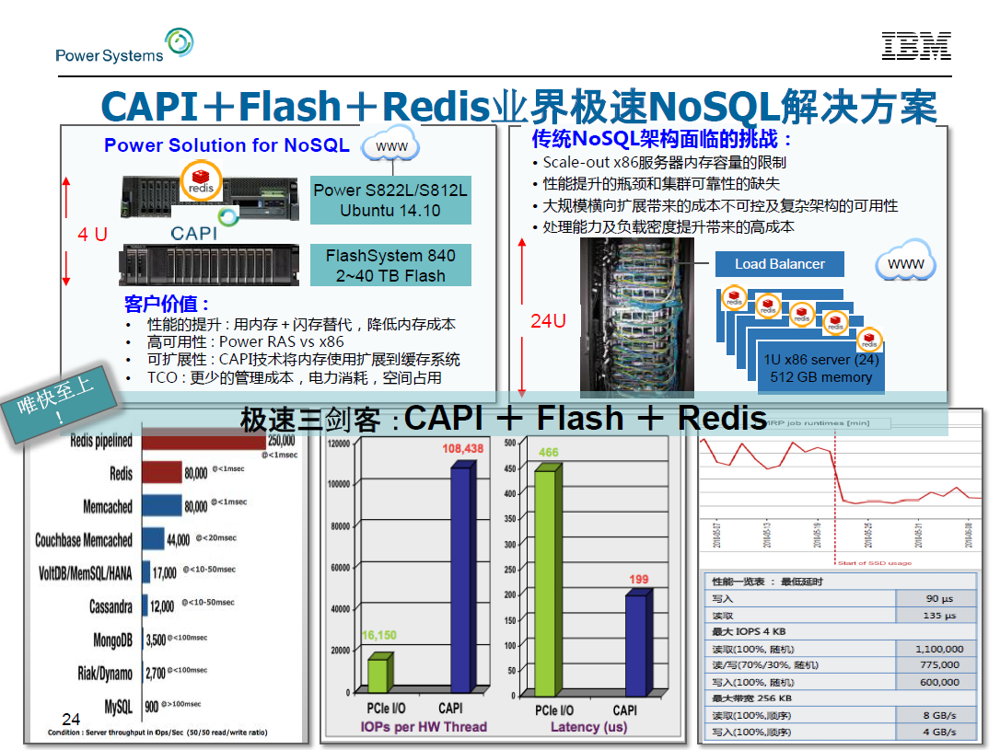 Power Systems
IBM
CAPI＋Flash＋Redis业界极速NoSQL解决方案
Power Solution for NoSQL
www
redis
CAPI
4 U
Power S822L/S812L
Ubuntu 14.10
FlashSystem 840
2~40 TB Flash
客户价值：
• 性能的提升：用内存＋闪存替代，降低内存成本
• 高可用性：Power RAS vs x86
• 可扩展性：CAPI技术将内存使用扩展到缓存系统
• TCO：更少的管理成本，电力消耗，空间占用
传统NoSQL架构面临的挑战：
• Scale-out x86服务器内存容量的限制
• 性能提升的瓶颈和集群可靠性的缺失
• 大规模横向扩展带来的成本不可控及复杂架构的可用性
• 处理能力及负载密度提升带来的高成本
24U
Load Balancer
www
redis
redis
redis
redis
redis
1U x86 server (24)
512 GB memory
唯快至上
！
极速三剑客：CAPI ＋ Flash ＋ Redis
Redis pipelined 250,000
@<1msec
Redis 80,000 @<1msec
Memcached 80,000 @<1msec
Couchbase Memcached 44,000 @<20msec
VoltDB/MemSQL/HANA 17,000 @<10-50msec
Cassandra 12,000 @<10-50msec
MongoDB 3,500 @<100msec
Riak/Dynamo 2,700 @<100msec
MySQL 900 @>100msec
24
Condition : Server throughput in Ops/Sec (50/50 read/write ratio)
120000
100000
80000
60000
40000
20000
0
108,438
16,150
PCIe I/O CAPI
IOPs per HW Thread
500
450
400
350
300
250
200
150
100
50
0
466
199
PCIe I/O CAPI
Latency (us)
MRP job runtimes [min]
2010-05-07
2010-05-13
2010-05-19
2010-05-25
2010-05-31
2010-06-08
Start of SSD usage
性能一览表 ： 最低延时
写入 90 µs
读取 135 µs
最大 IOPS 4 KB
读取(100%, 随机) 1,100,000
读/写(70%/30%, 随机) 775,000
写入(100%, 随机) 600,000
最大带宽 256 KB
读取(100%,顺序) 8 GB/s
写入(100%,顺序) 4 GB/s